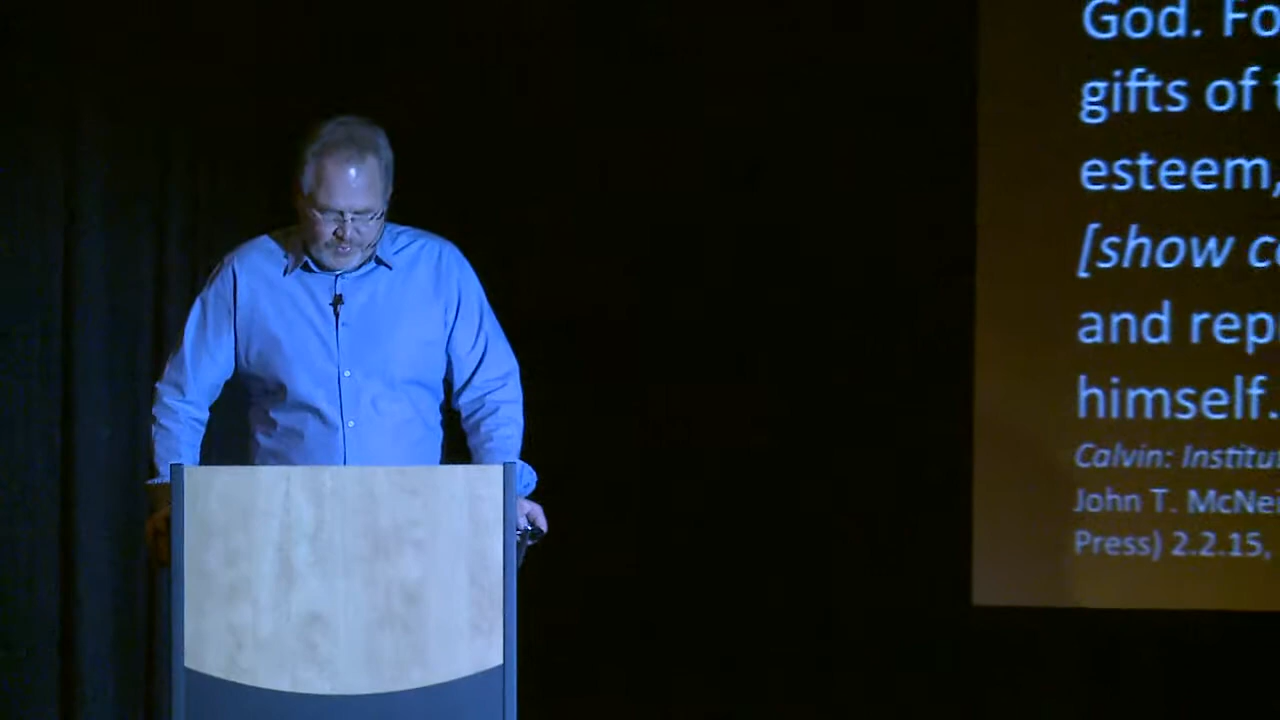 God. Fo
gifts of
esteem,
[show c
and rep
himself.
Calvin: Institu
John T. McNei
Press) 2.2.15,